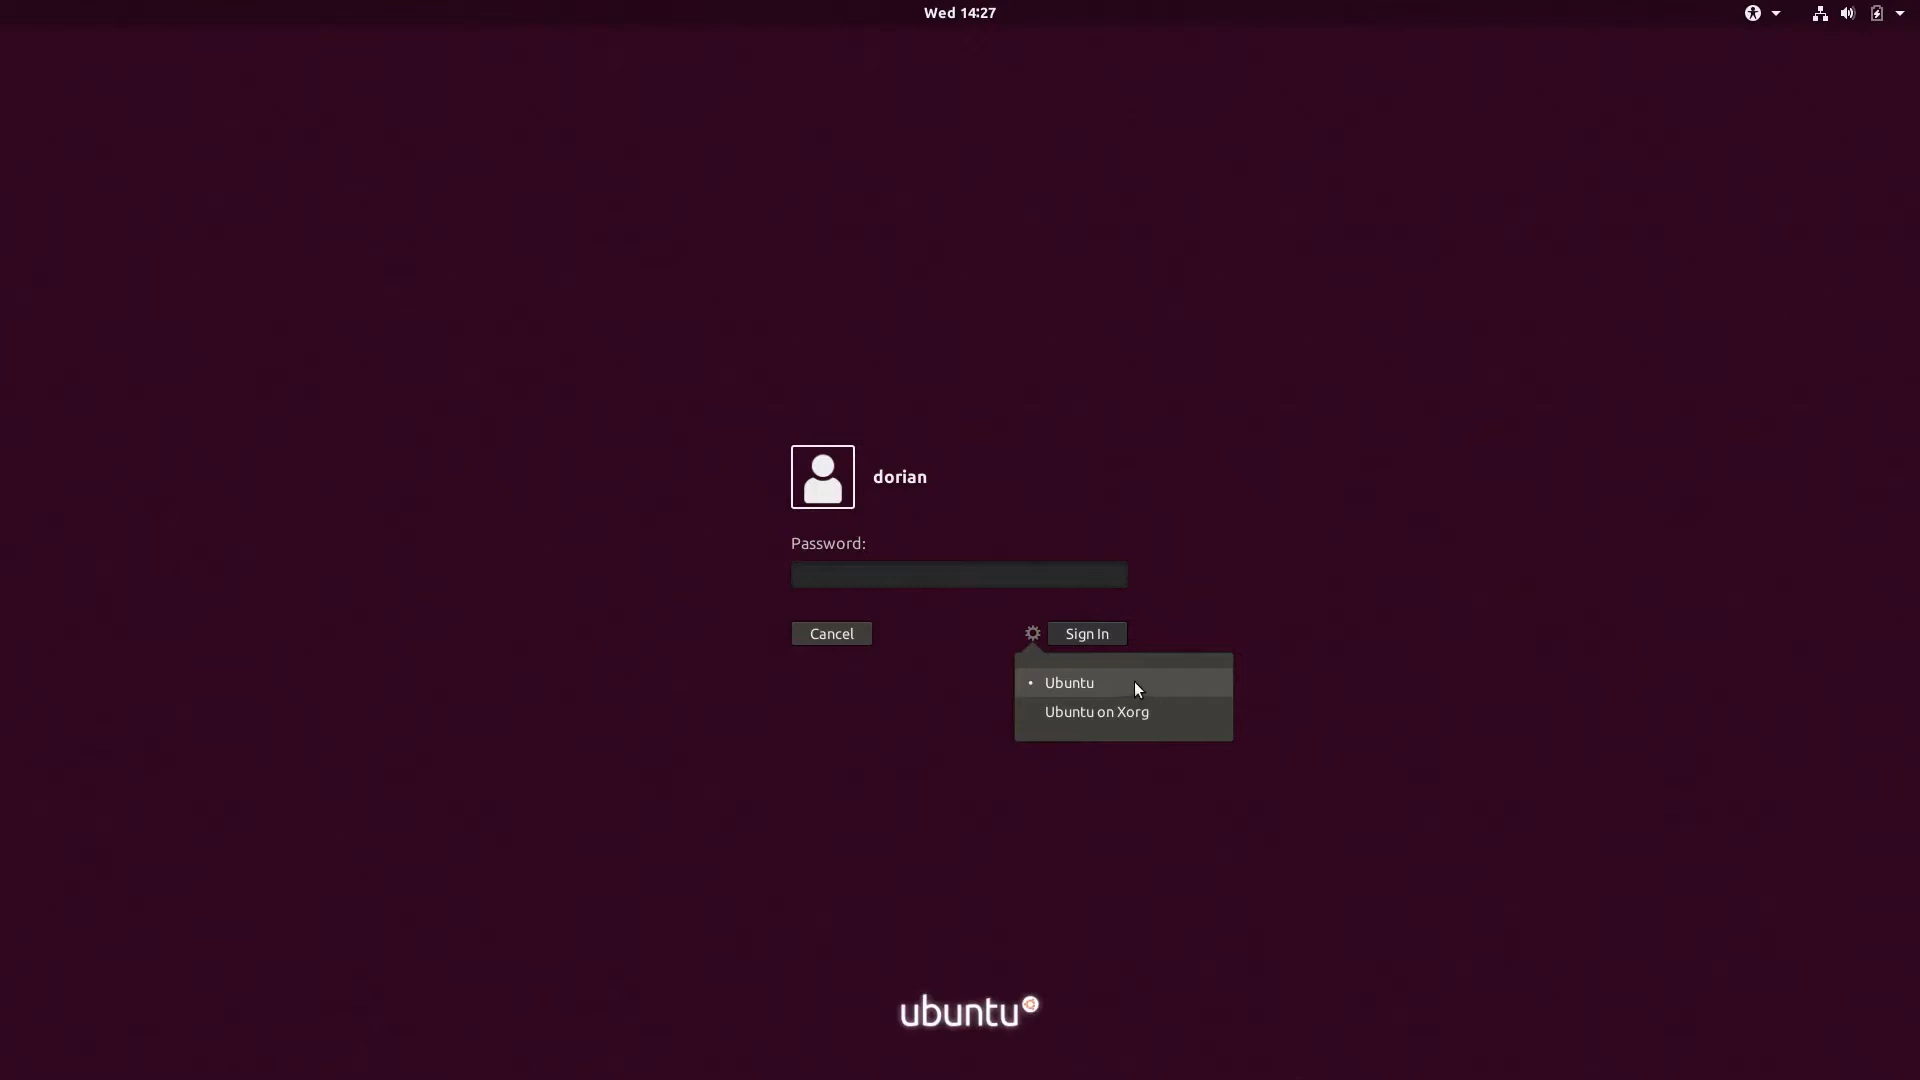 Wed 14:27
dorian
Password:
Cancel
Sign In
Ubuntu
Ubuntu on Xorg
ubuntu